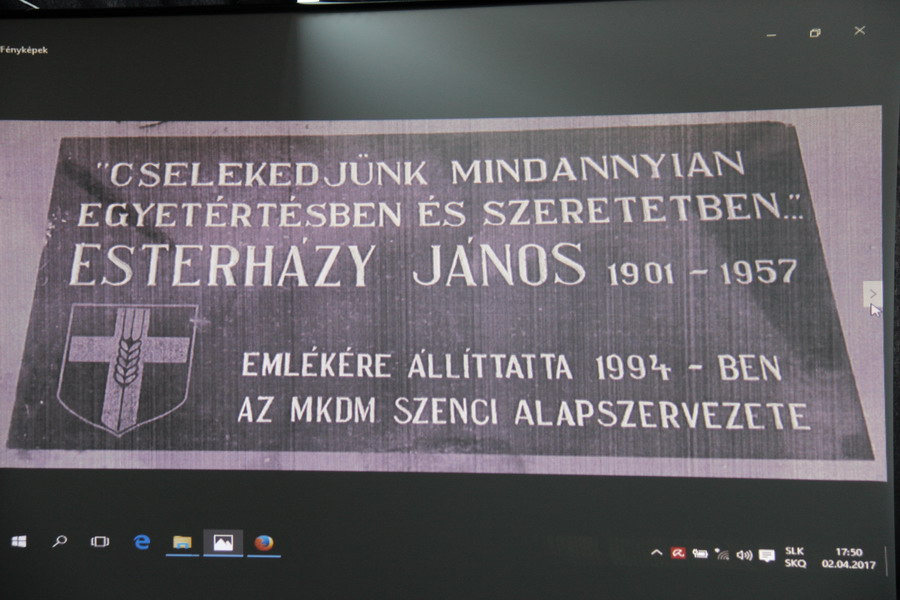 Fényképek
"CSELEKEDJÜNK MINDANNYIAN
EGYETÉRTÉSBEN ÉS SZERETETBEN..."
ESTERHÁZY JÁNOS 1901 - 1957
EMLÉKÉRE ÁLLÍTTATTA 1994 - BEN
AZ MKDM SZENCI ALAPSZERVEZETE
SLK
SKQ
17:50
02.04.2017